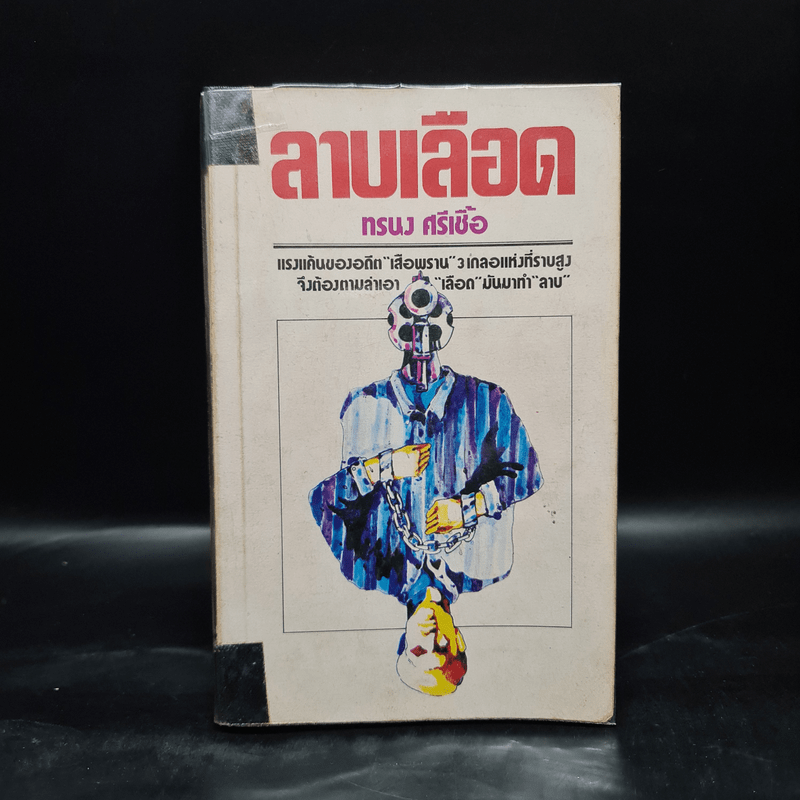 ลาบเลือด
ทรนง ศรีเชื้อ
แรงแค้นของอดีต "เสือพราน" 3 เกลอแห่งที่ราบสูง
จึงต้องตามล่าเอา "เลือด" มันมาทำ "ลาบ"